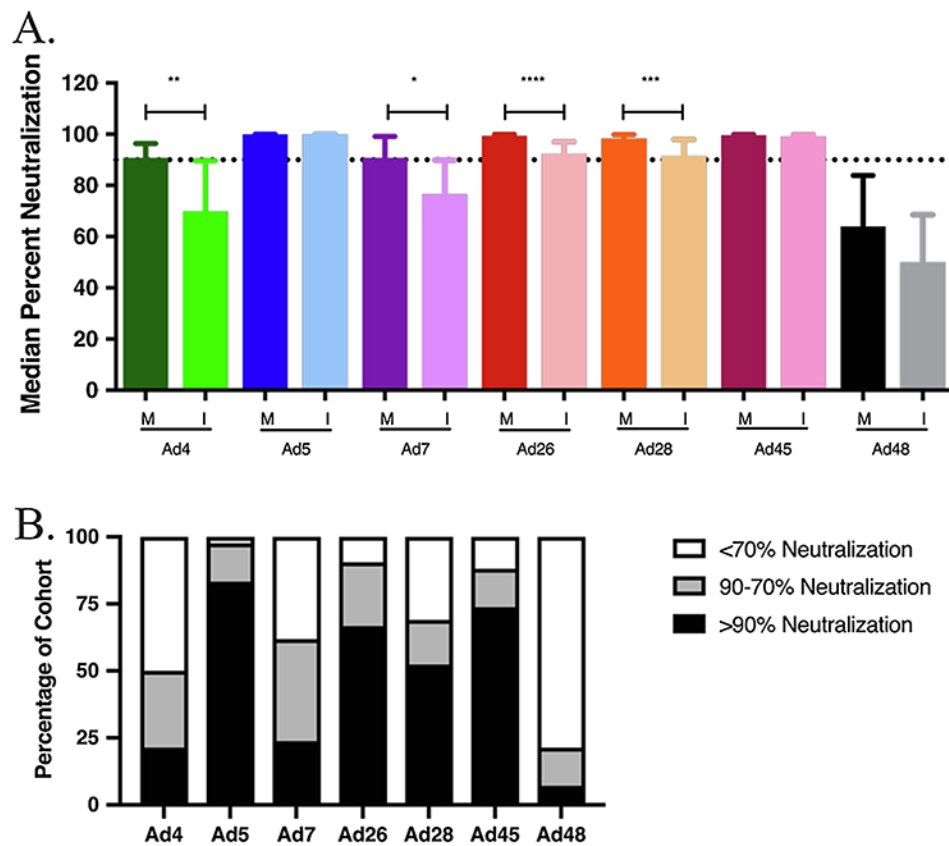 A.
Median Percent Neutralization
120
100
80
60
40
20
0
** * **** ***
M I M I M I M I M I M I M I
Ad4 Ad5 Ad7 Ad26 Ad28 Ad45 Ad48
B.
Percentage of Cohort
100
75
50
25
0
Ad4 Ad5 Ad7 Ad26 Ad28 Ad45 Ad48
<70% Neutralization
90-70% Neutralization
>90% Neutralization